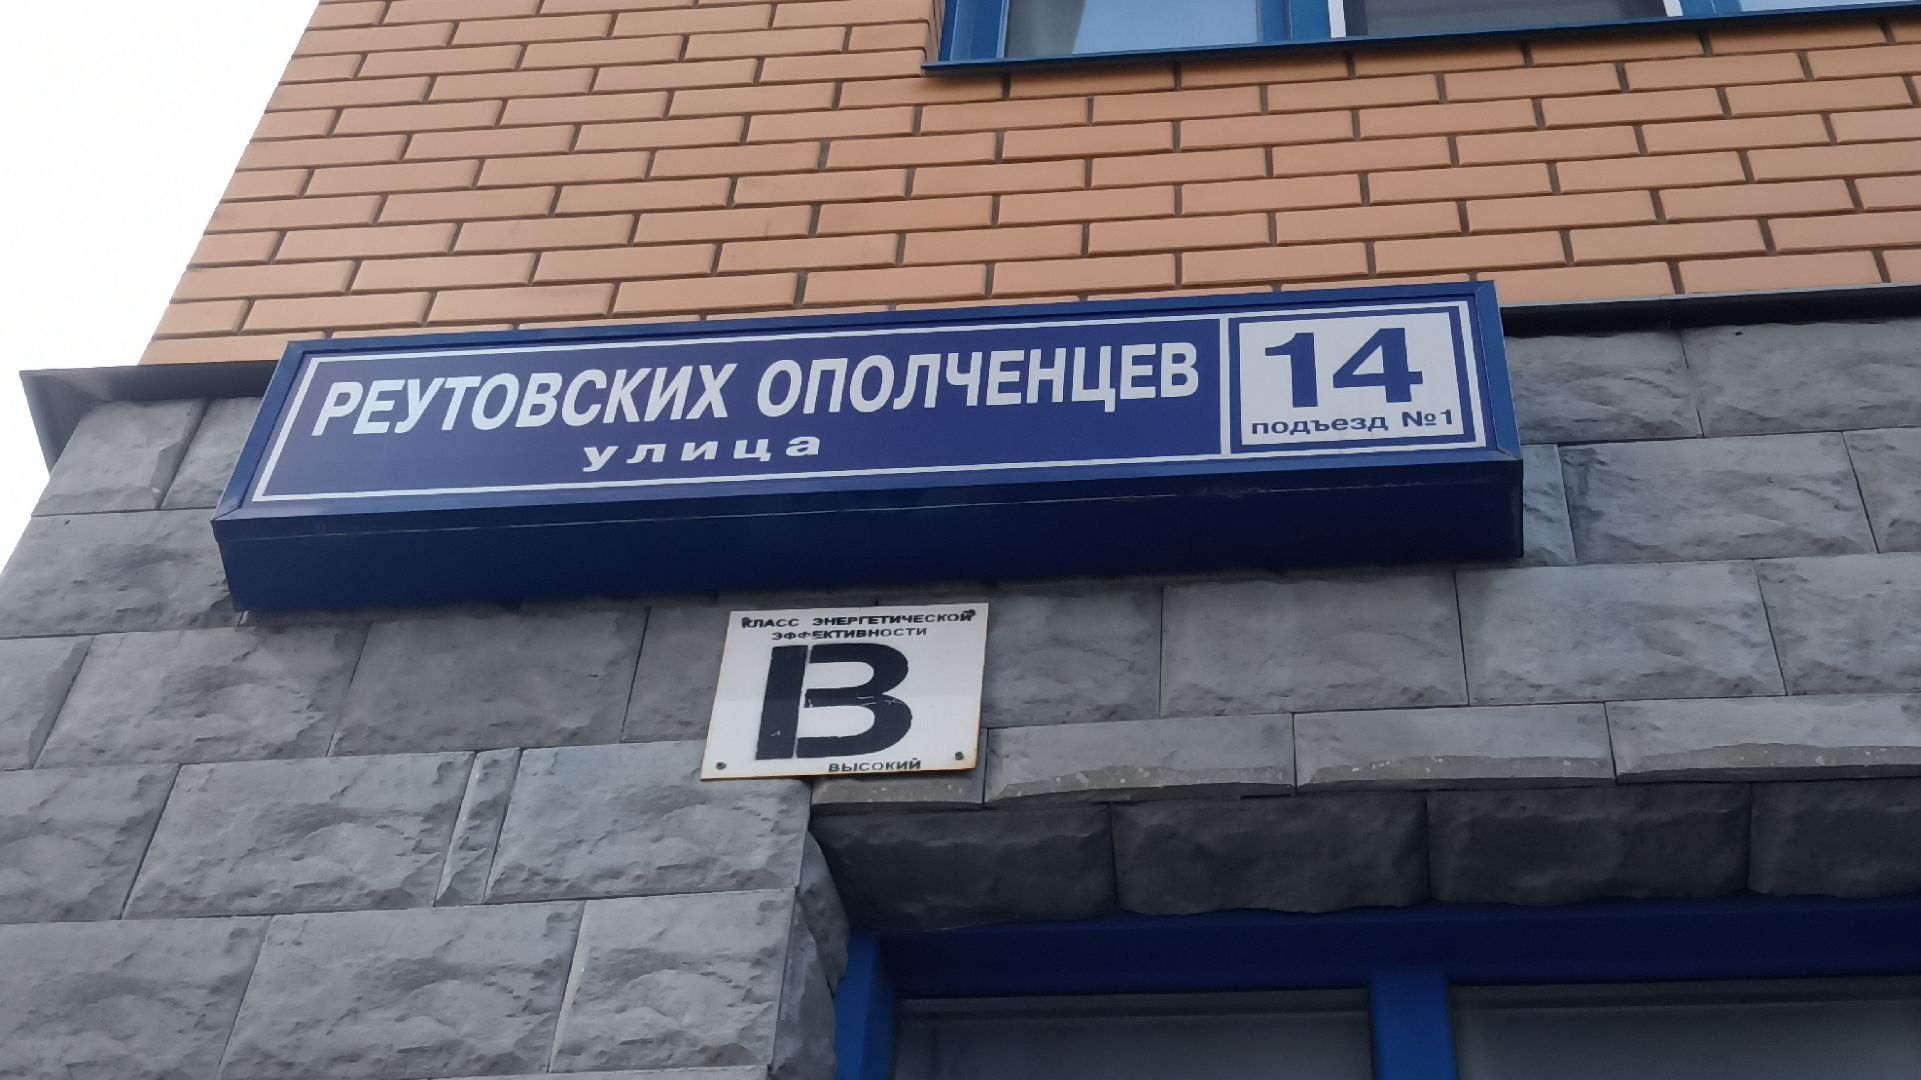 РЕУТОВСКИХ ОПОЛЧЕНЦЕВ
улица
14
подъезд №1
КЛАСС ЭНЕРГЕТИЧЕСКОЙ
ЭФФЕКТИВНОСТИ
B
ВЫСОКИЙ